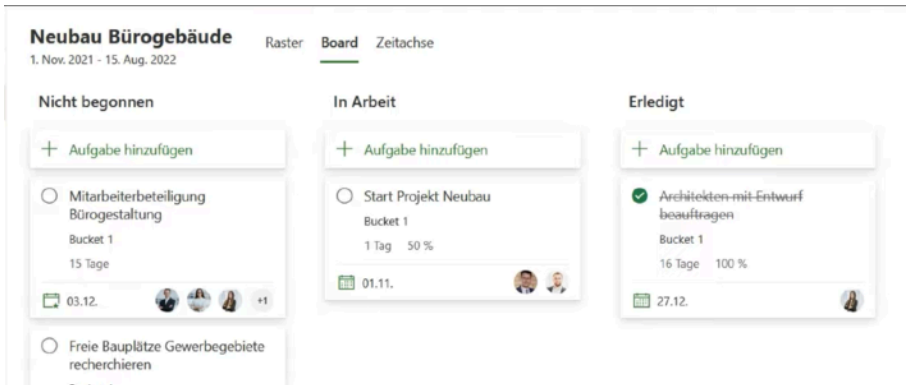 Neubau Bürogebäude
1. Nov. 2021 - 15. Aug. 2022
Raster Board Zeitachse
Nicht begonnen
+ Aufgabe hinzufügen
Mitarbeiterbeteiligung
Bürogestaltung
Bucket 1
15 Tage
03.12.
+1
Freie Bauplätze Gewerbegebiete
recherchieren
In Arbeit
+ Aufgabe hinzufügen
Start Projekt Neubau
Bucket 1
1 Tag 50 %
01.11.
Erledigt
+ Aufgabe hinzufügen
Architekten mit Entwurf
beauftragen
Bucket 1
16 Tage 100 %
27.12.